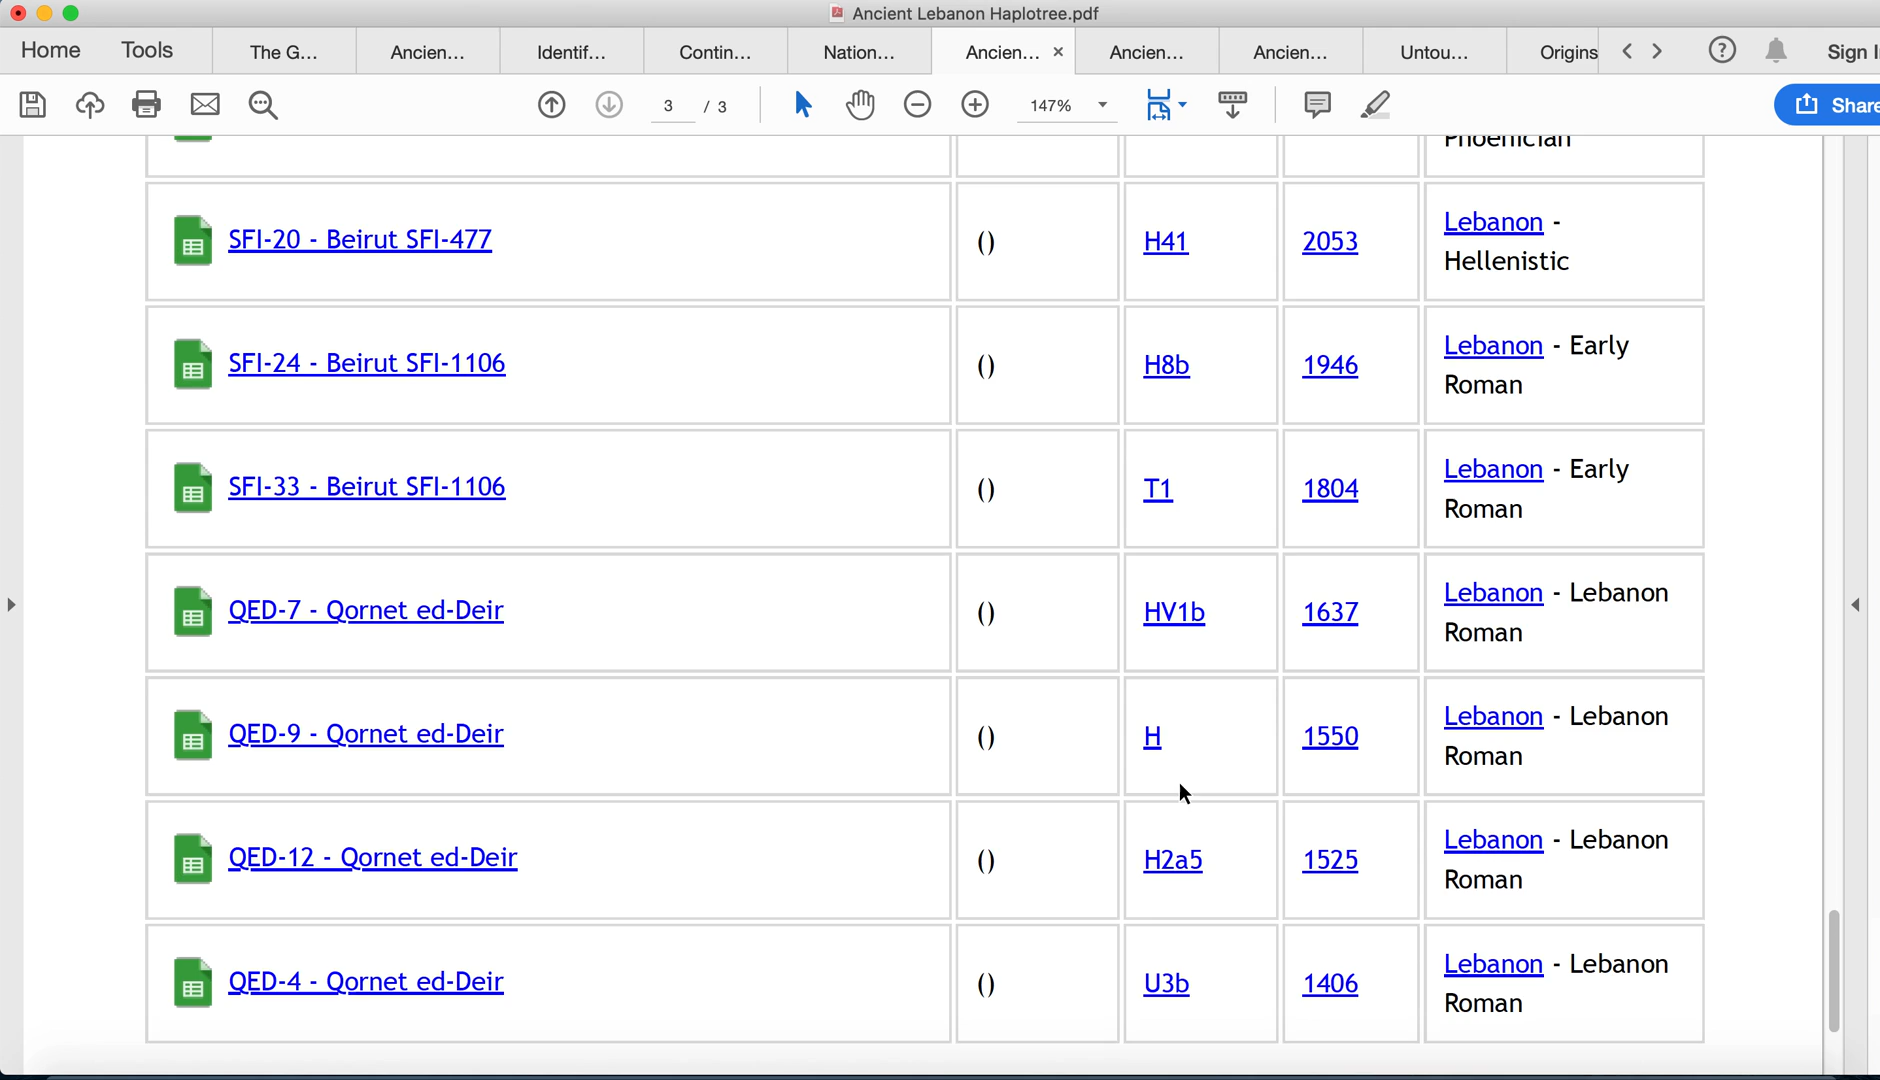 Ancient Lebanon Haplotree.pdf
Home Tools The G... Ancien... Identif... Contin... Nation... Ancien... × Ancien... Ancien... Untou... Origins Sign I
3 / 3 147% Share
Phoenician
SFI-20 - Beirut SFI-477 () H41 2053 Lebanon -
Hellenistic
SFI-24 - Beirut SFI-1106 () H8b 1946 Lebanon - Early
Roman
SFI-33 - Beirut SFI-1106 () T1 1804 Lebanon - Early
Roman
QED-7 - Qornet ed-Deir () HV1b 1637 Lebanon - Lebanon
Roman
QED-9 - Qornet ed-Deir () H 1550 Lebanon - Lebanon
Roman
QED-12 - Qornet ed-Deir () H2a5 1525 Lebanon - Lebanon
Roman
QED-4 - Qornet ed-Deir () U3b 1406 Lebanon - Lebanon
Roman